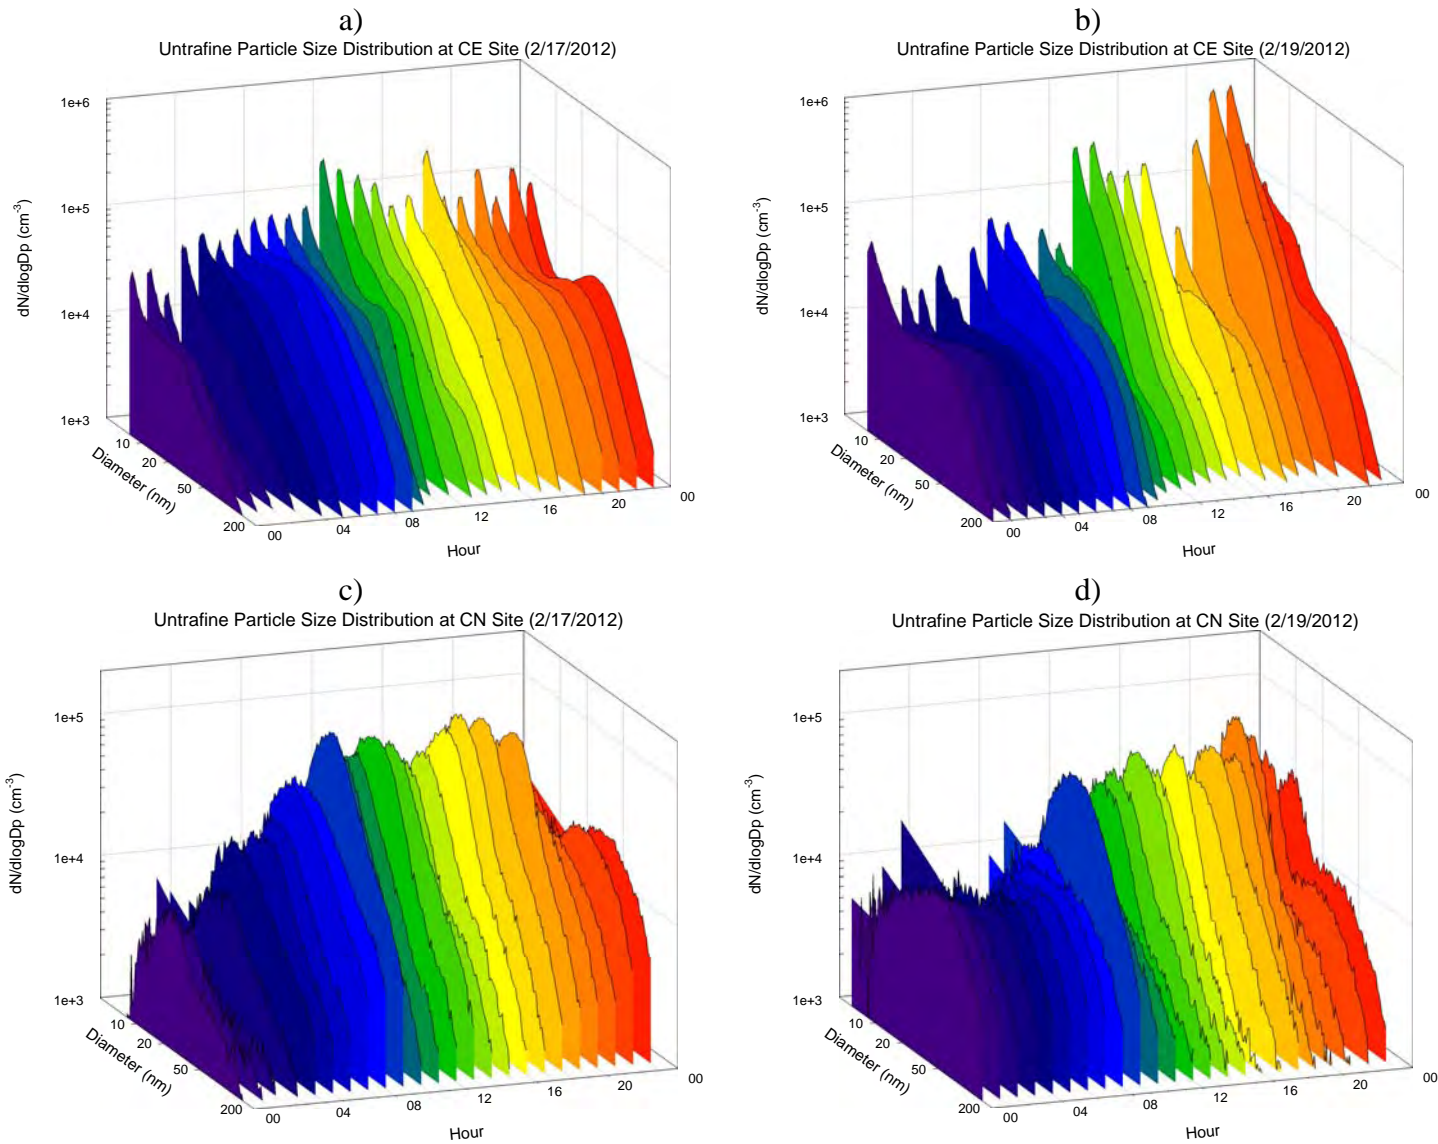 a)
Untrafine Particle Size Distribution at CE Site (2/17/2012)
1e+6
1e+5
1e+4
1e+3
dN/dlogDp (cm-3)
10
20
50
200
Diameter (nm)
00
04
08
12
16
20
00
Hour
b)
Untrafine Particle Size Distribution at CE Site (2/19/2012)
1e+6
1e+5
1e+4
1e+3
dN/dlogDp (cm-3)
10
20
50
200
Diameter (nm)
00
04
08
12
16
20
00
Hour
c)
Untrafine Particle Size Distribution at CN Site (2/17/2012)
1e+5
1e+4
1e+3
dN/dlogDp (cm-3)
10
20
50
200
Diameter (nm)
00
04
08
12
16
20
00
Hour
d)
Untrafine Particle Size Distribution at CN Site (2/19/2012)
1e+5
1e+4
1e+3
dN/dlogDp (cm-3)
10
20
50
200
Diameter (nm)
00
04
08
12
16
20
00
Hour